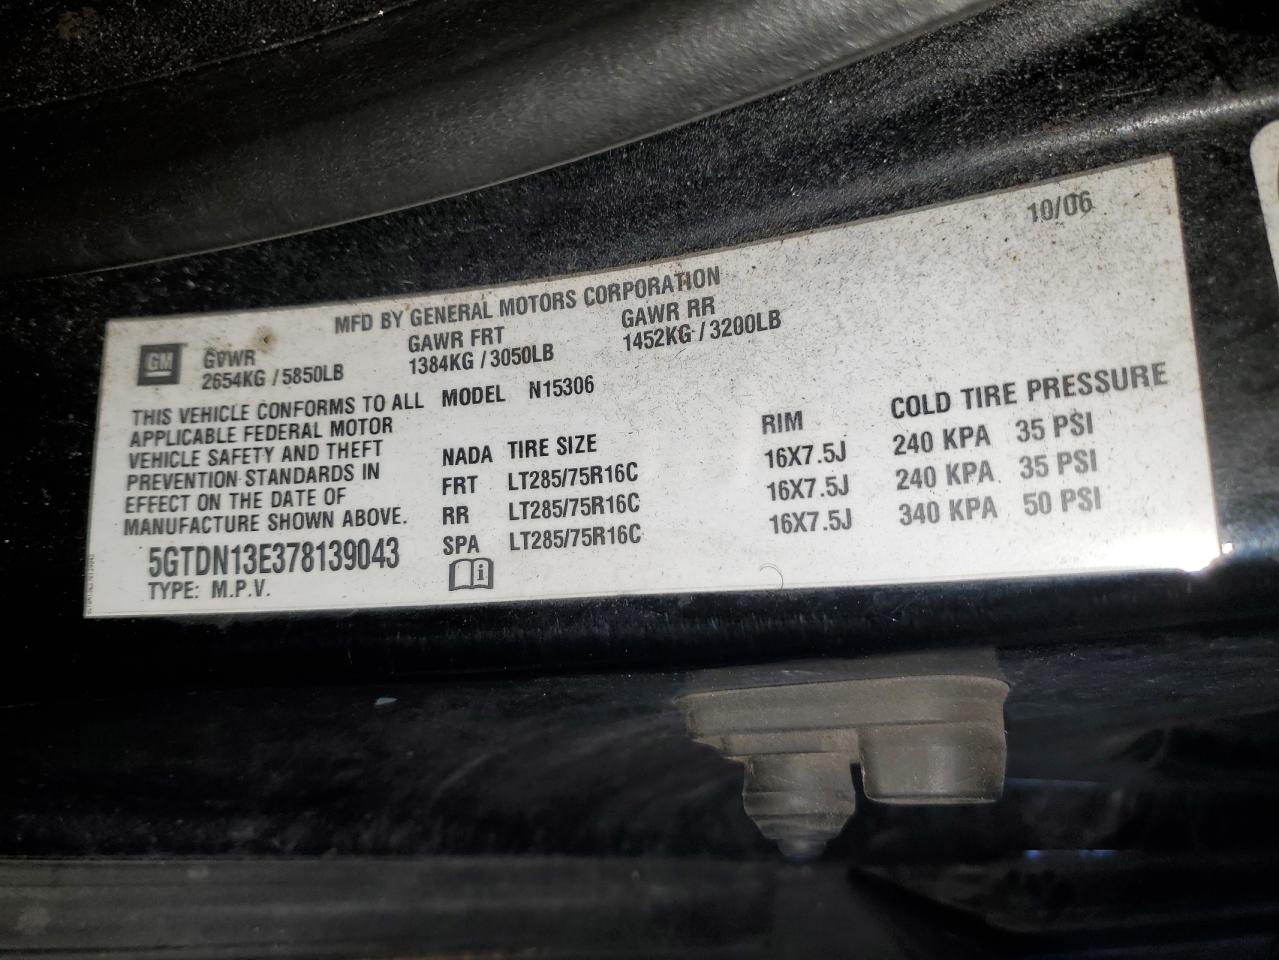 10/06
MFD BY GENERAL MOTORS CORPORATION
GM
GVWR GAWR FRT GAWR RR
2654KG / 5850LB 1384KG / 3050LB 1452KG / 3200LB
THIS VEHICLE CONFORMS TO ALL
APPLICABLE FEDERAL MOTOR
VEHICLE SAFETY AND THEFT
PREVENTION STANDARDS IN
EFFECT ON THE DATE OF
MANUFACTURE SHOWN ABOVE.
5GTDN13E378139043
TYPE: M.P.V.
MODEL N15306
NADA TIRE SIZE RIM COLD TIRE PRESSURE
FRT LT285/75R16C 16X7.5J 240 KPA 35 PSI
RR LT285/75R16C 16X7.5J 240 KPA 35 PSI
SPA LT285/75R16C 16X7.5J 340 KPA 50 PSI
i